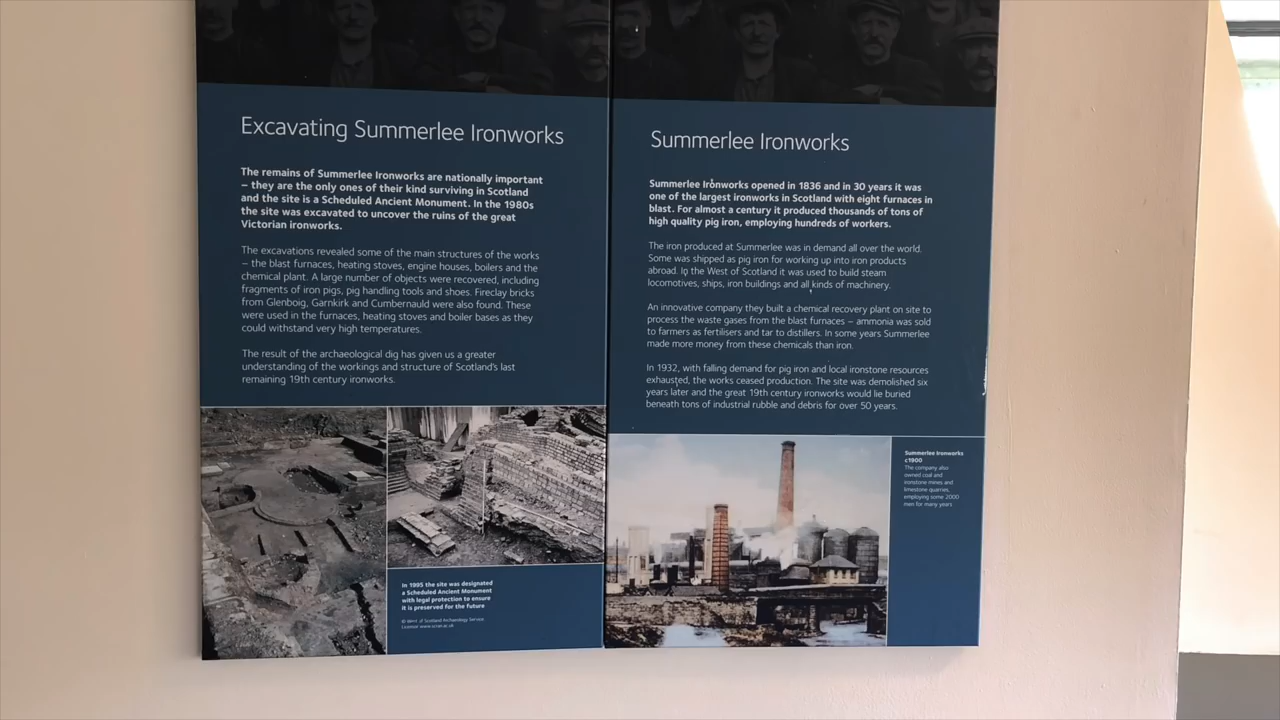 Excavating Summerlee Ironworks
The remains of Summerlee Ironworks are nationally important
– they are the only ones of their kind surviving in Scotland
and the site is a Scheduled Ancient Monument. In the 1980s
the site was excavated to uncover the ruins of the great
Victorian ironworks.
The excavations revealed some of the main structures of the works
– the blast furnaces, heating stoves, engine houses, boilers and the
chemical plant. A large number of objects were recovered, including
fragments of iron pigs, pig handling tools and shoes. Fireclay bricks
from Glenboig, Garnkirk and Cumbernauld were also found. These
were used in the furnaces, heating stoves and boiler bases as they
could withstand very high temperatures.
The result of the archaeological dig has given us a greater
understanding of the workings and structure of Scotland's last
remaining 19th century ironworks.
In 1995 the site was designated
a Scheduled Ancient Monument
with legal protection to ensure
it is preserved for the future
© West of Scotland Archaeology Service.
Licensor www.scran.ac.uk
Summerlee Ironworks
Summerlee Ironworks opened in 1836 and in 30 years it was
one of the largest ironworks in Scotland with eight furnaces in
blast. For almost a century it produced thousands of tons of
high quality pig iron, employing hundreds of workers.
The iron produced at Summerlee was in demand all over the world.
Some was shipped as pig iron for working up into iron products
abroad. In the West of Scotland it was used to build steam
locomotives, ships, iron buildings and all kinds of machinery.
An innovative company they built a chemical recovery plant on site to
process the waste gases from the blast furnaces – ammonia was sold
to farmers as fertilisers and tar to distillers. In some years Summerlee
made more money from these chemicals than iron.
In 1932, with falling demand for pig iron and local ironstone resources
exhausted, the works ceased production. The site was demolished six
years later and the great 19th century ironworks would lie buried
beneath tons of industrial rubble and debris for over 50 years.
Summerlee Ironworks
c1900
The company also
owned coal and
ironstone mines and
limestone quarries,
employing some 2000
men for many years